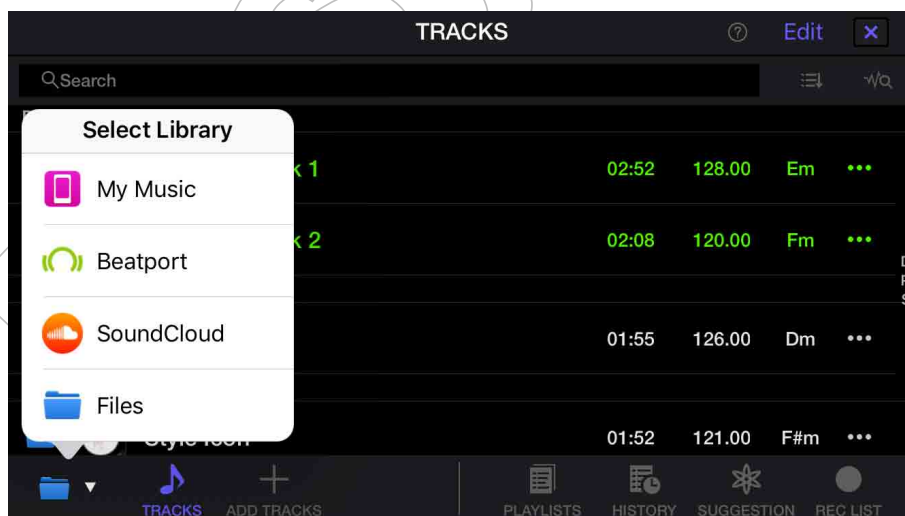 TRACKS
Edit
Search
Select Library
My Music
Beatport
SoundCloud
Files
k 1 02:52 128.00 Em
k 2 02:08 120.00 Fm
01:55 126.00 Dm
Style Icon 01:52 121.00 F#m
TRACKS ADD TRACKS PLAYLISTS HISTORY SUGGESTION REC LIST